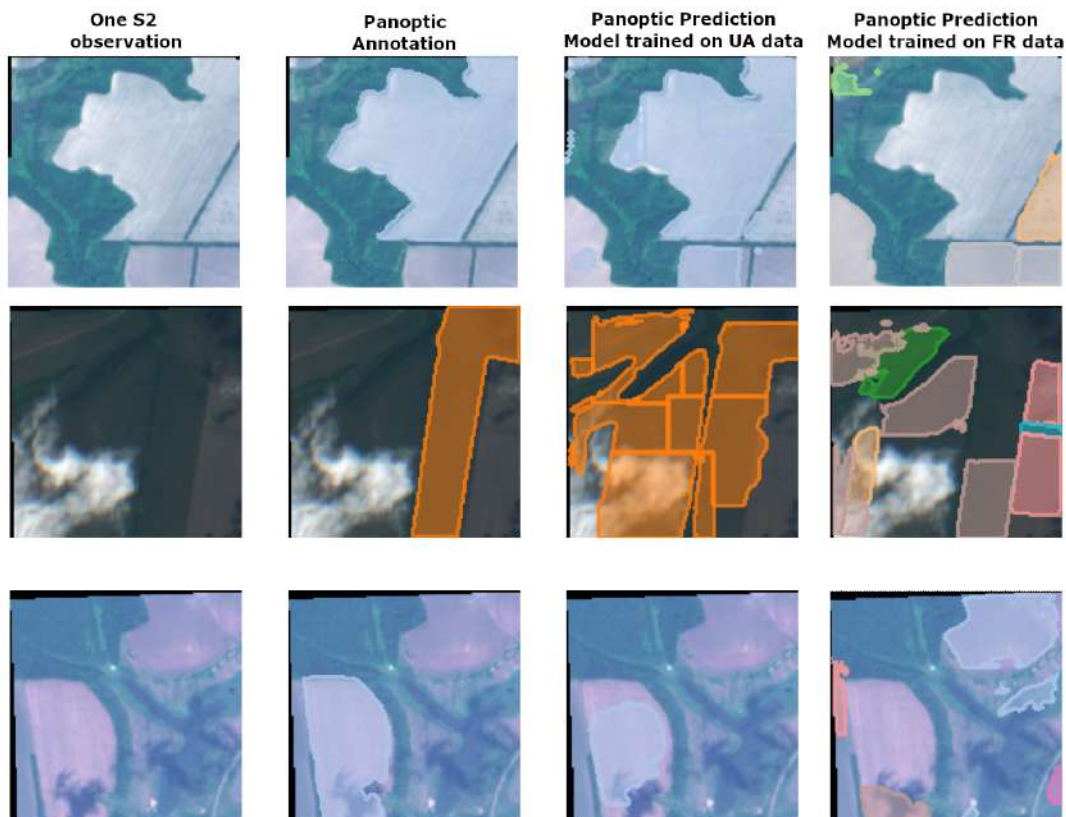 One S2
observation
Panoptic
Annotation
Panoptic Prediction
Model trained on UA data
Panoptic Prediction
Model trained on FR data